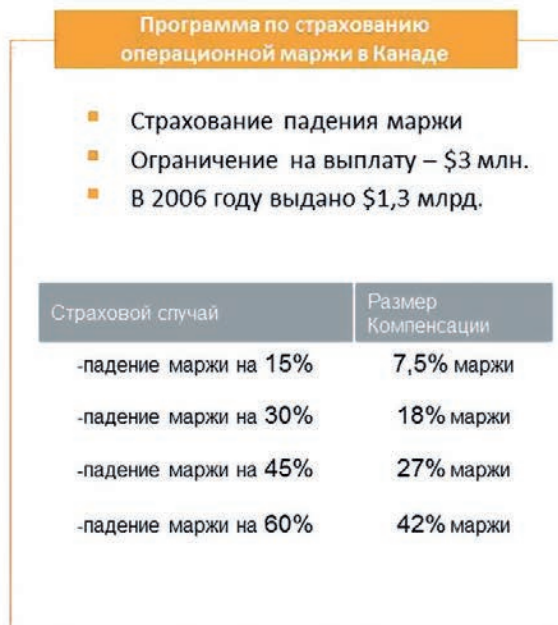 Программа по страхованию
операционной маржи в Канаде
Страхование падения маржи
Ограничение на выплату – $3 млн.
В 2006 году выдано $1,3 млрд.
Страховой случай
Размер
Компенсации
-падение маржи на 15% 7,5% маржи
-падение маржи на 30% 18% маржи
-падение маржи на 45% 27% маржи
-падение маржи на 60% 42% маржи